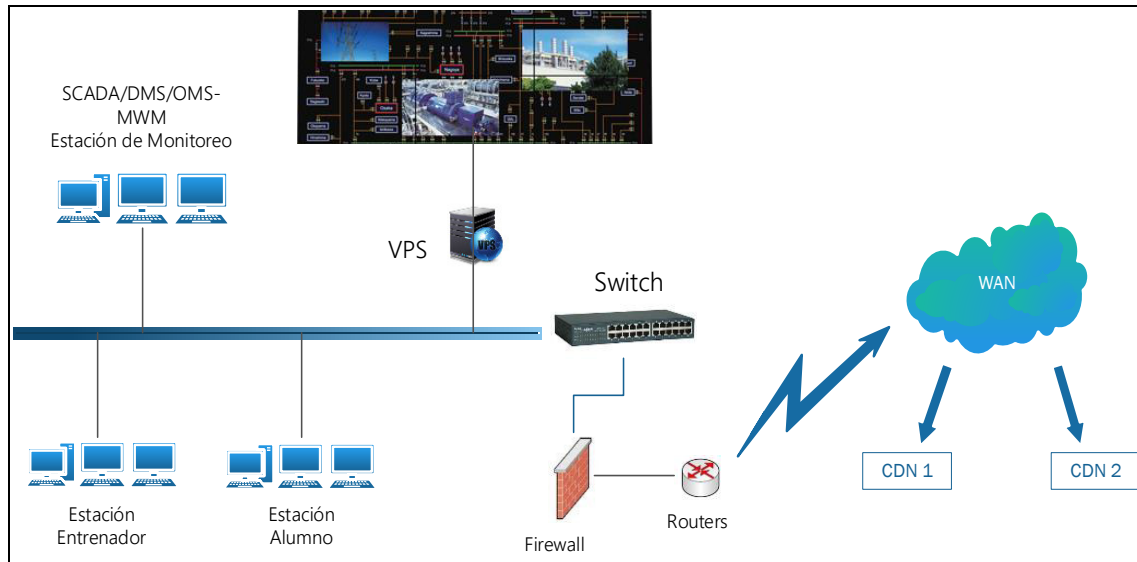 SCADA/DMS/OMS-
MWM
Estación de Monitoreo
VPS
VPS
Switch
WAN
CDN 1
CDN 2
Estación
Entrenador
Estación
Alumno
Firewall
Routers